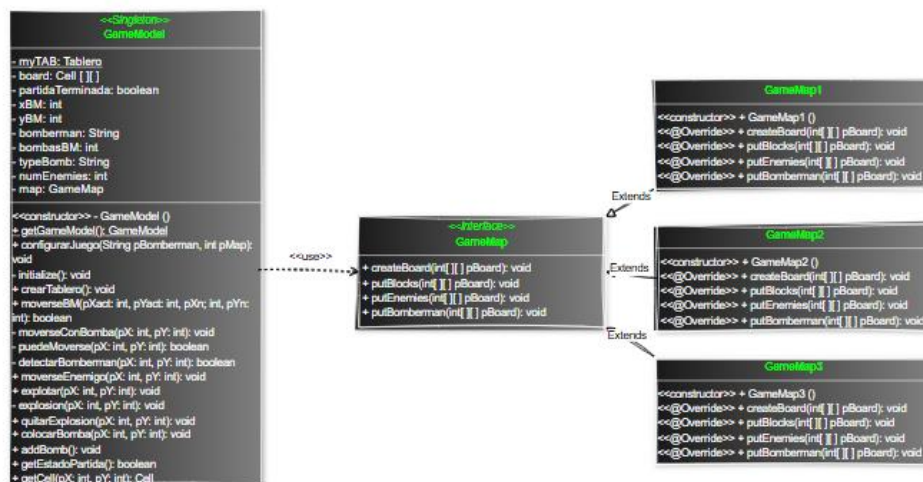 <<Singleton>>
GameModel
- myTAB: Tablero
- board: Cell [ ][ ]
- partidaTerminada: boolean
- xBM: int
- yBM: int
- bomberman: String
- bombasBM: int
- typeBomb: String
- numEnemies: int
- map: GameMap
<<constructor>> - GameModel ()
+ getGameModel(): GameModel
+ configurarJuego(String pBomberman, int pMap):
void
- initialize(): void
+ crearTablero(): void
+ moverseBM(pXact: int, pYact: int, pXn: int, pYn:
int): boolean
- moverseConBomba(pX: int, pY: int): void
- puedeMoverse(pX: int, pY: int): boolean
- detectarBomberman(pX: int, pY: int): boolean
+ moverseEnemigo(pX: int, pY: int): void
+ explotar(pX: int, pY: int): void
- explosion(pX: int, pY: int): void
+ quitarExplosion(pX: int, pY: int): void
+ colocarBomba(pX: int, pY: int): void
+ addBomb(): void
+ getEstadoPartida(): boolean
+ getCell(pX: int, pY: int): Cell
<<use>>
<<Interface>>
GameMap
+ createBoard(int[ ][ ] pBoard): void
+ putBlocks(int[ ][ ] pBoard): void
+ putEnemies(int[ ][ ] pBoard): void
+ putBomberman(int[ ][ ] pBoard): void
Extends
Extends
Extends
GameMap1
<<constructor>> + GameMap1 ()
<<@Override>> + createBoard(int[ ][ ] pBoard): void
<<@Override>> + putBlocks(int[ ][ ] pBoard): void
<<@Override>> + putEnemies(int[ ][ ] pBoard): void
<<@Override>> + putBomberman(int[ ][ ] pBoard): void
GameMap2
<<constructor>> + GameMap2 ()
<<@Override>> + createBoard(int[ ][ ] pBoard): void
<<@Override>> + putBlocks(int[ ][ ] pBoard): void
<<@Override>> + putEnemies(int[ ][ ] pBoard): void
<<@Override>> + putBomberman(int[ ][ ] pBoard): void
GameMap3
<<constructor>> + GameMap3 ()
<<@Override>> + createBoard(int[ ][ ] pBoard): void
<<@Override>> + putBlocks(int[ ][ ] pBoard): void
<<@Override>> + putEnemies(int[ ][ ] pBoard): void
<<@Override>> + putBomberman(int[ ][ ] pBoard): void